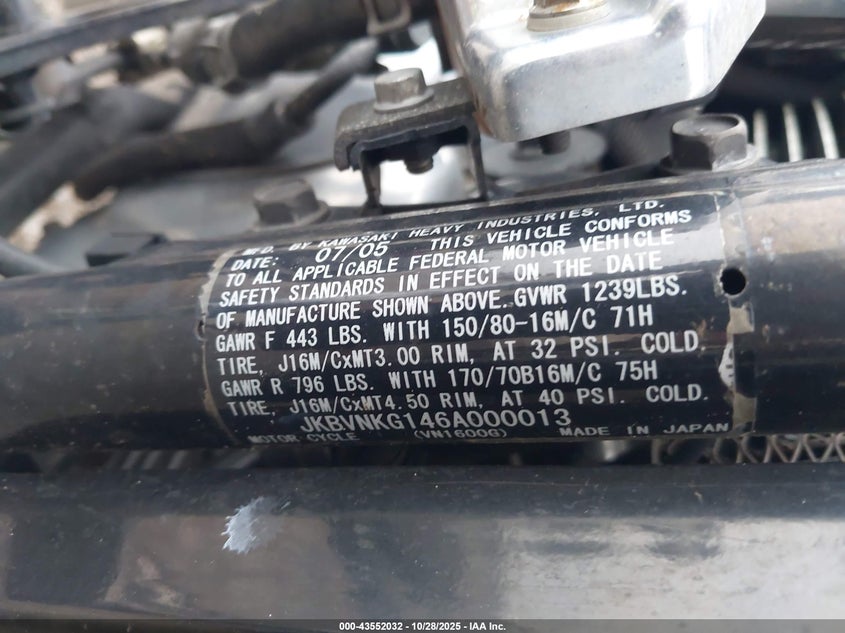 MFD. BY KAWASAKI HEAVY INDUSTRIES, LTD.
DATE: 07/05 THIS VEHICLE CONFORMS
TO ALL APPLICABLE FEDERAL MOTOR VEHICLE
SAFETY STANDARDS IN EFFECT ON THE DATE
OF MANUFACTURE SHOWN ABOVE. GVWR 1239LBS.
GAWR F 443 LBS. WITH 150/80-16M/C 71H
TIRE, J16M/CxMT3.00 RIM, AT 32 PSI. COLD.
GAWR R 796 LBS. WITH 170/70B16M/C 75H
TIRE, J16M/CxMT4.50 RIM, AT 40 PSI. COLD.
JKBVNKG146A000013
MOTOR CYCLE (VN1600G) MADE IN JAPAN
000-43552032 | 10/28/2025 | IAA Inc.